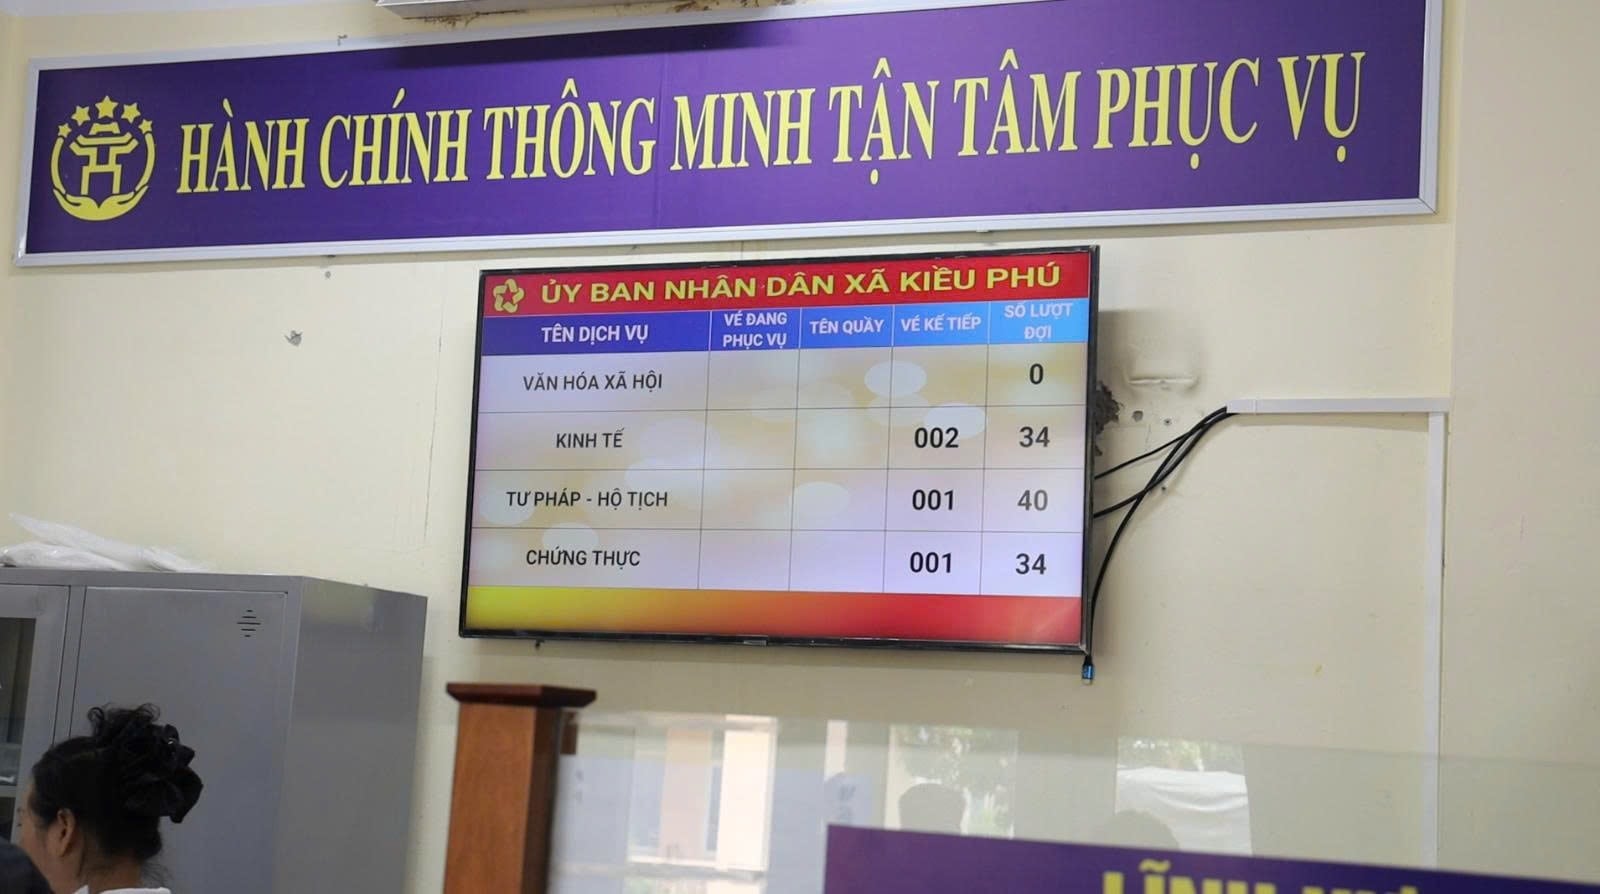 HÀNH CHÍNH THÔNG MINH TẬN TÂM PHỤC VỤ
ỦY BAN NHÂN DÂN XÃ KIỀU PHÚ
TÊN DỊCH VỤ VÉ ĐANG PHỤC VỤ TÊN QUẦY VÉ KẾ TIẾP SỐ LƯỢT ĐỢI
VĂN HÓA XÃ HỘI 0
KINH TẾ 002 34
TƯ PHÁP - HỘ TỊCH 001 40
CHỨNG THỰC 001 34
LĨNH